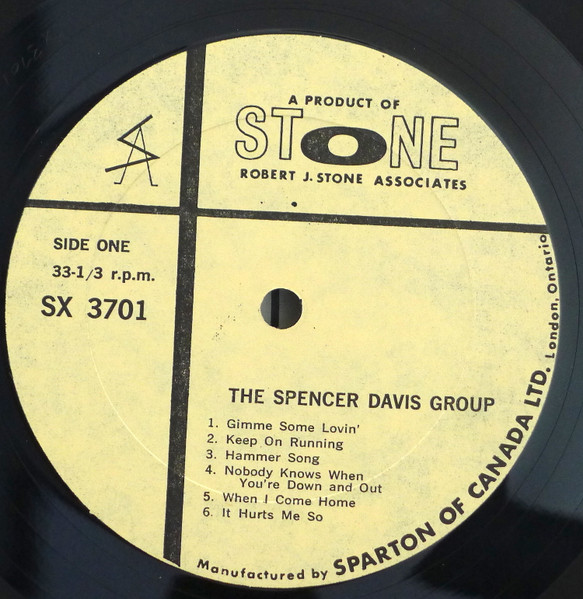 A PRODUCT OF
STONE
ROBERT J. STONE ASSOCIATES
SIDE ONE
33-1/3 r.p.m.
SX 3701
THE SPENCER DAVIS GROUP
1. Gimme Some Lovin'
2. Keep On Running
3. Hammer Song
4. Nobody Knows When
You're Down and Out
5. When I Come Home
6. It Hurts Me So
Manufactured by SPARTON OF CANADA LTD. London, Ontario